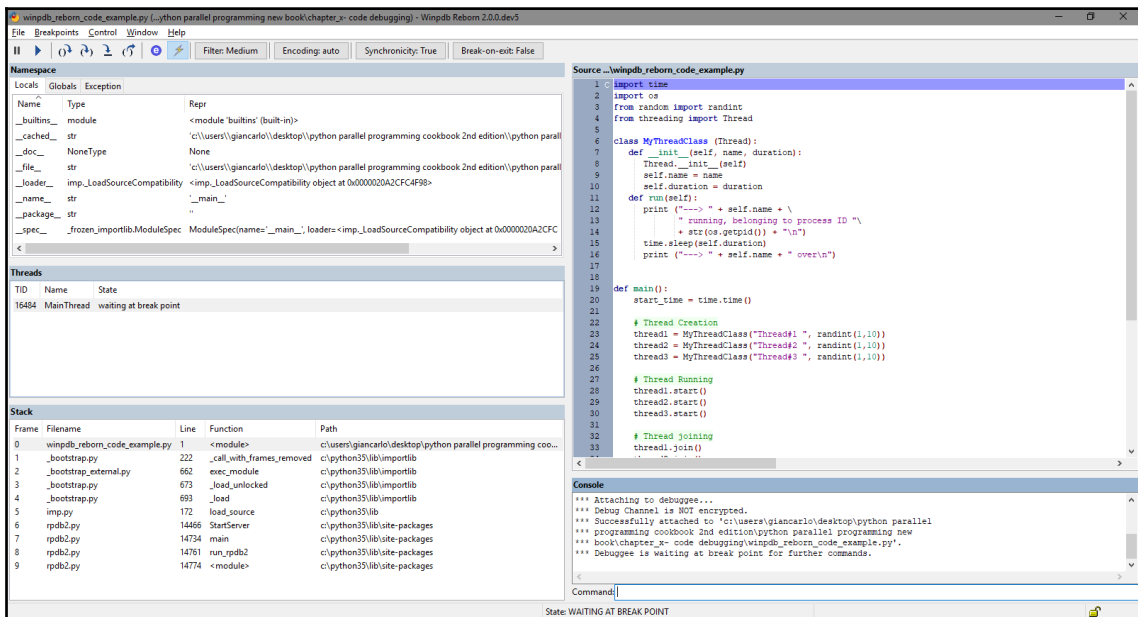 winpdb_reborn_code_example.py (...ython parallel programming new book\chapter_x- code debugging) - Winpdb Reborn 2.0.0.dev5
File Breakpoints Control Window Help
Filter: Medium Encoding: auto Synchronicity: True Break-on-exit: False
Namespace
Locals Globals Exception
Name Type Repr
__builtins__ module <module 'builtins' (built-in)>
__cached__ str 'c:\\users\\giancarlo\\desktop\\python parallel programming cookbook 2nd edition\\python parall
__doc__ NoneType None
__file__ str 'c:\\users\\giancarlo\\desktop\\python parallel programming cookbook 2nd edition\\python parall
__loader__ imp._LoadSourceCompatibility <imp._LoadSourceCompatibility object at 0x0000020A2CFC4F98>
__name__ str '__main__'
__package__ str ''
__spec__ _frozen_importlib.ModuleSpec ModuleSpec(name='__main__', loader=<imp._LoadSourceCompatibility object at 0x0000020A2CFC
Threads
TID Name State
16484 MainThread waiting at break point
Stack
Frame Filename Line Function Path
0 winpdb_reborn_code_example.py 1 <module> c:\users\giancarlo\desktop\python parallel programming coo...
1 _bootstrap.py 222 _call_with_frames_removed c:\python35\lib\importlib
2 _bootstrap_external.py 662 exec_module c:\python35\lib\importlib
3 _bootstrap.py 673 _load_unlocked c:\python35\lib\importlib
4 _bootstrap.py 693 _load c:\python35\lib\importlib
5 imp.py 172 load_source c:\python35\lib
6 rpdb2.py 14466 StartServer c:\python35\lib\site-packages
7 rpdb2.py 14734 main c:\python35\lib\site-packages
8 rpdb2.py 14761 run_rpdb2 c:\python35\lib\site-packages
9 rpdb2.py 14774 <module> c:\python35\lib\site-packages
Source ...\winpdb_reborn_code_example.py
1 C import time
2 import os
3 from random import randint
4 from threading import Thread
5
6 class MyThreadClass (Thread):
7 def __init__(self, name, duration):
8 Thread.__init__(self)
9 self.name = name
10 self.duration = duration
11 def run(self):
12 print ("---> " + self.name + \
13 " running, belonging to process ID "\
14 + str(os.getpid()) + "\n")
15 time.sleep(self.duration)
16 print ("---> " + self.name + " over\n")
17
18
19 def main():
20 start_time = time.time()
21
22 # Thread Creation
23 thread1 = MyThreadClass("Thread#1 ", randint(1,10))
24 thread2 = MyThreadClass("Thread#2 ", randint(1,10))
25 thread3 = MyThreadClass("Thread#3 ", randint(1,10))
26
27 # Thread Running
28 thread1.start()
29 thread2.start()
30 thread3.start()
31
32 # Thread joining
33 thread1.join()
Console
*** Attaching to debuggee...
*** Debug Channel is NOT encrypted.
*** Successfully attached to 'c:\users\giancarlo\desktop\python parallel
*** programming cookbook 2nd edition\python parallel programming new
*** book\chapter_x- code debugging\winpdb_reborn_code_example.py'.
*** Debuggee is waiting at break point for further commands.
Command:
State: WAITING AT BREAK POINT